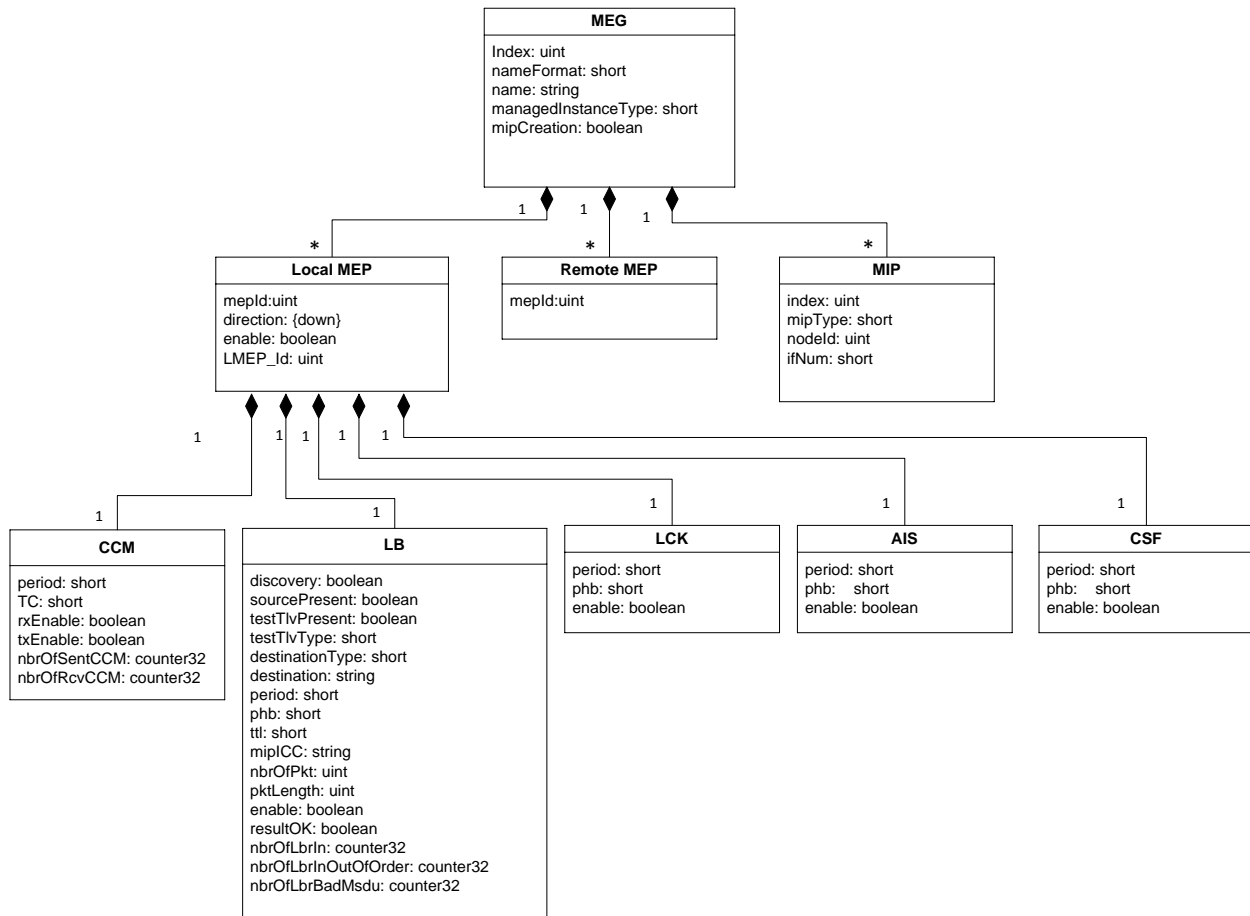 MEG
Index: uint
nameFormat: short
name: string
managedInstanceType: short
mipCreation: boolean
1
1
1
*
*
*
Local MEP
mepId:uint
direction: {down}
enable: boolean
LMEP_Id: uint
Remote MEP
mepId:uint
MIP
index: uint
mipType: short
nodeId: uint
ifNum: short
1
1
1
1
1
1
1
1
1
1
CCM
period: short
TC: short
rxEnable: boolean
txEnable: boolean
nbrOfSentCCM: counter32
nbrOfRcvCCM: counter32
LB
discovery: boolean
sourcePresent: boolean
testTlvPresent: boolean
testTlvType: short
destinationType: short
destination: string
period: short
phb: short
ttl: short
mipICC: string
nbrOfPkt: uint
pktLength: uint
enable: boolean
resultOK: boolean
nbrOfLbrIn: counter32
nbrOfLbrInOutOfOrder: counter32
nbrOfLbrBadMsdu: counter32
LCK
period: short
phb: short
enable: boolean
AIS
period: short
phb: short
enable: boolean
CSF
period: short
phb: short
enable: boolean